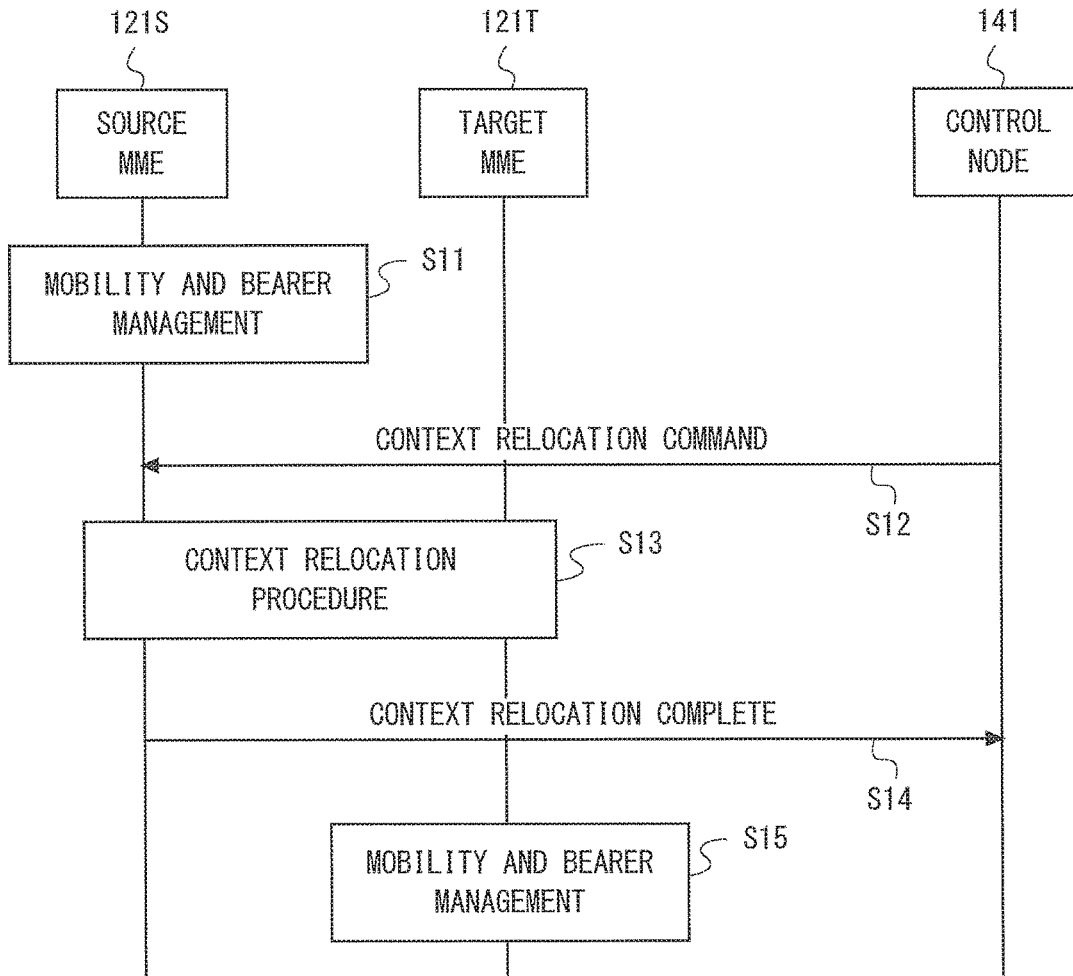 121S
121T
141
SOURCE
MME
TARGET
MME
CONTROL
NODE
MOBILITY AND BEARER
MANAGEMENT
S11
CONTEXT RELOCATION COMMAND
S12
CONTEXT RELOCATION
PROCEDURE
S13
CONTEXT RELOCATION COMPLETE
S14
MOBILITY AND BEARER
MANAGEMENT
S15